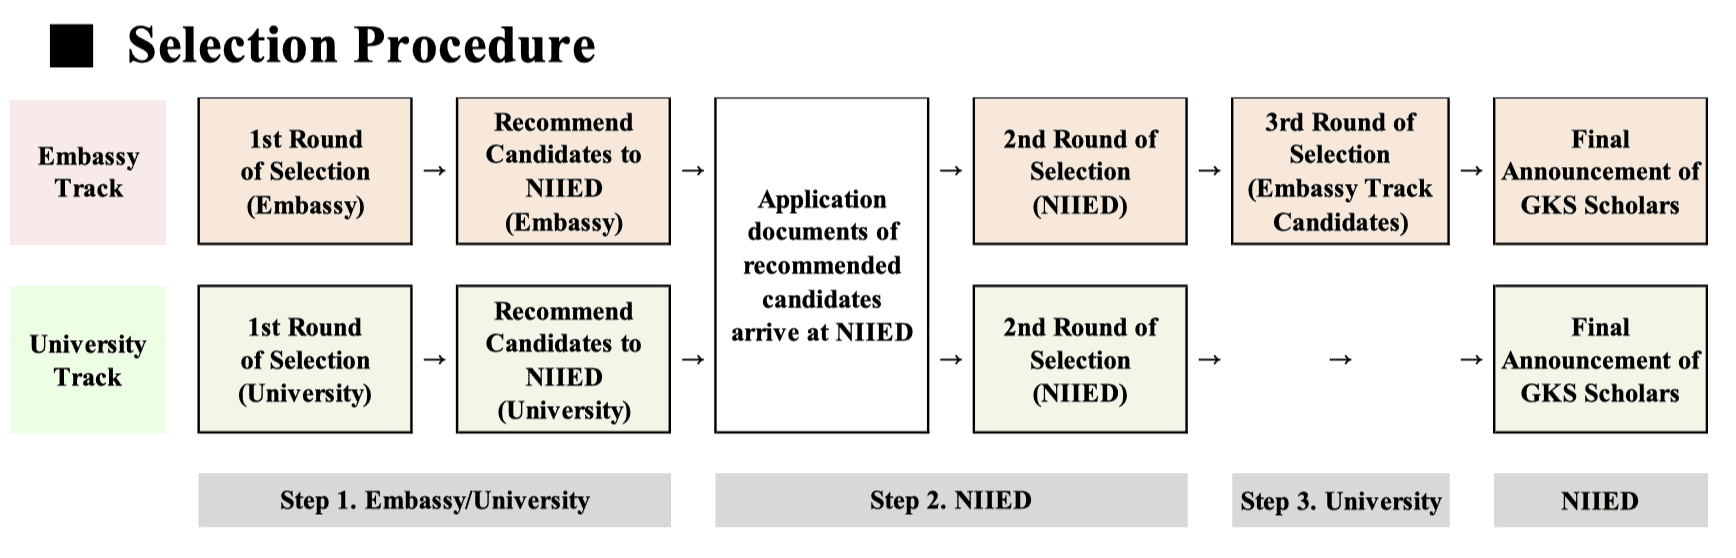 ■ Selection Procedure
Embassy
Track
1st Round
of Selection
(Embassy)
→
Recommend
Candidates to
NIIED
(Embassy)
→
Application
documents of
recommended
candidates
arrive at NIIED
→
2nd Round of
Selection
(NIIED)
→
3rd Round of
Selection
(Embassy Track
Candidates)
→
Final
Announcement of
GKS Scholars
University
Track
1st Round
of Selection
(University)
→
Recommend
Candidates to
NIIED
(University)
→
→
2nd Round of
Selection
(NIIED)
→
→
→
Final
Announcement of
GKS Scholars
Step 1. Embassy/University
Step 2. NIIED
Step 3. University
NIIED